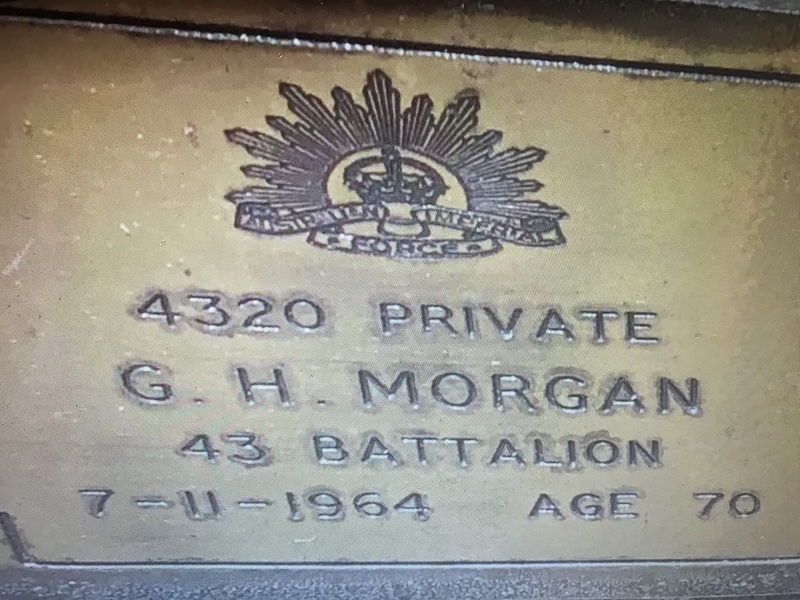 AUSTRALIAN IMPERIAL
FORCE
4320 PRIVATE
G. H. MORGAN
43 BATTALION
7-11-1964 AGE 70